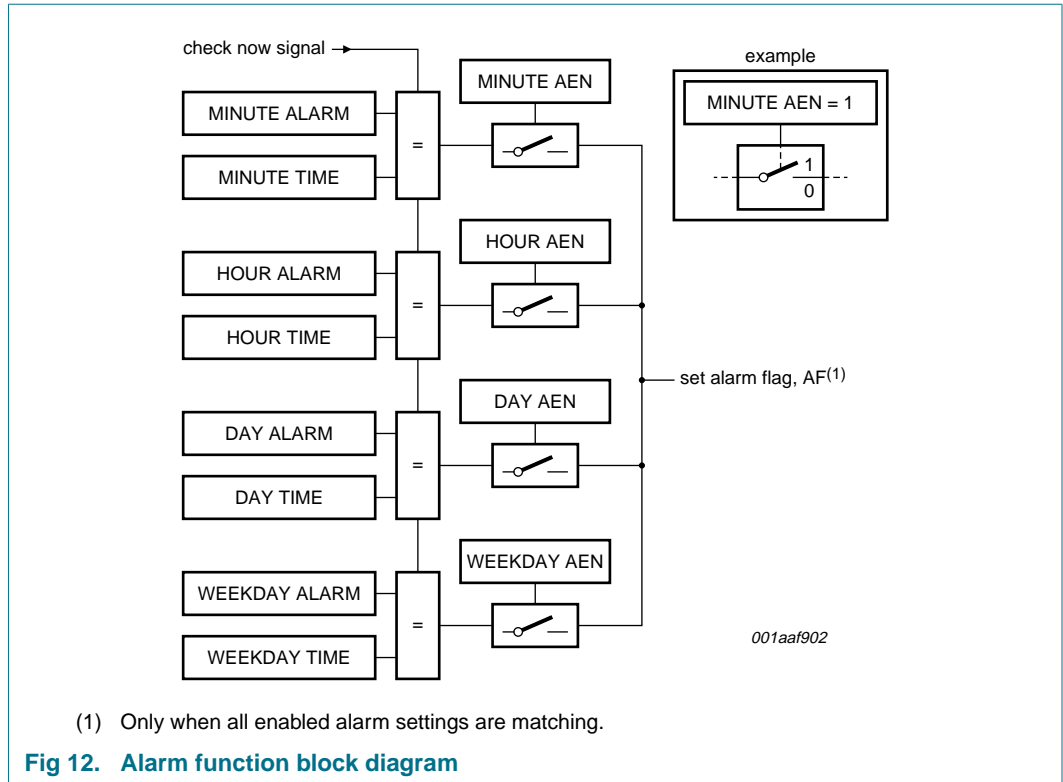 check now signal
example
MINUTE AEN
MINUTE AEN = 1
MINUTE ALARM
=
MINUTE TIME
1
0
HOUR AEN
HOUR ALARM
=
HOUR TIME
set alarm flag, AF(1)
DAY AEN
DAY ALARM
=
DAY TIME
WEEKDAY AEN
WEEKDAY ALARM
=
WEEKDAY TIME
001aaf902
(1) Only when all enabled alarm settings are matching.
Fig 12. Alarm function block diagram